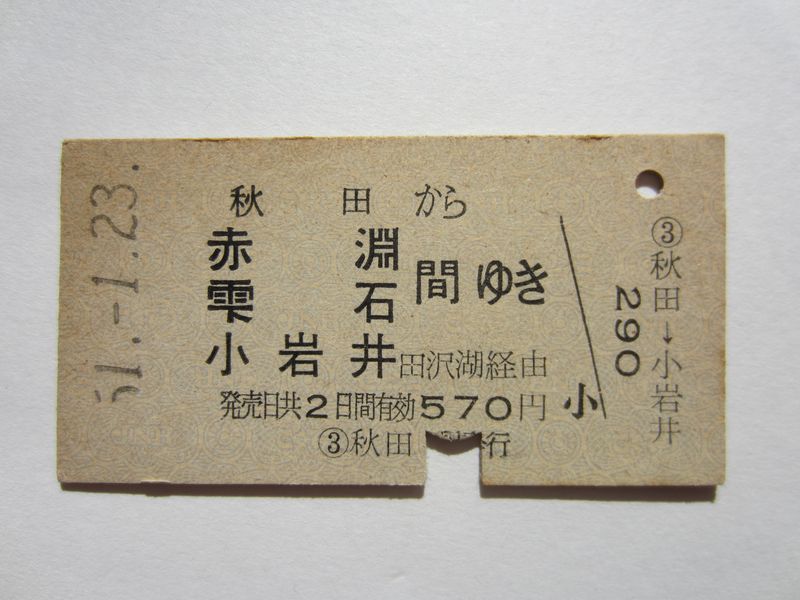 51.-1.23.
秋田から
赤淵
雫石
小岩井
間ゆき
田沢湖経由
発売日共2日間有効570円
③秋田 行
小
290
③秋田→小岩井